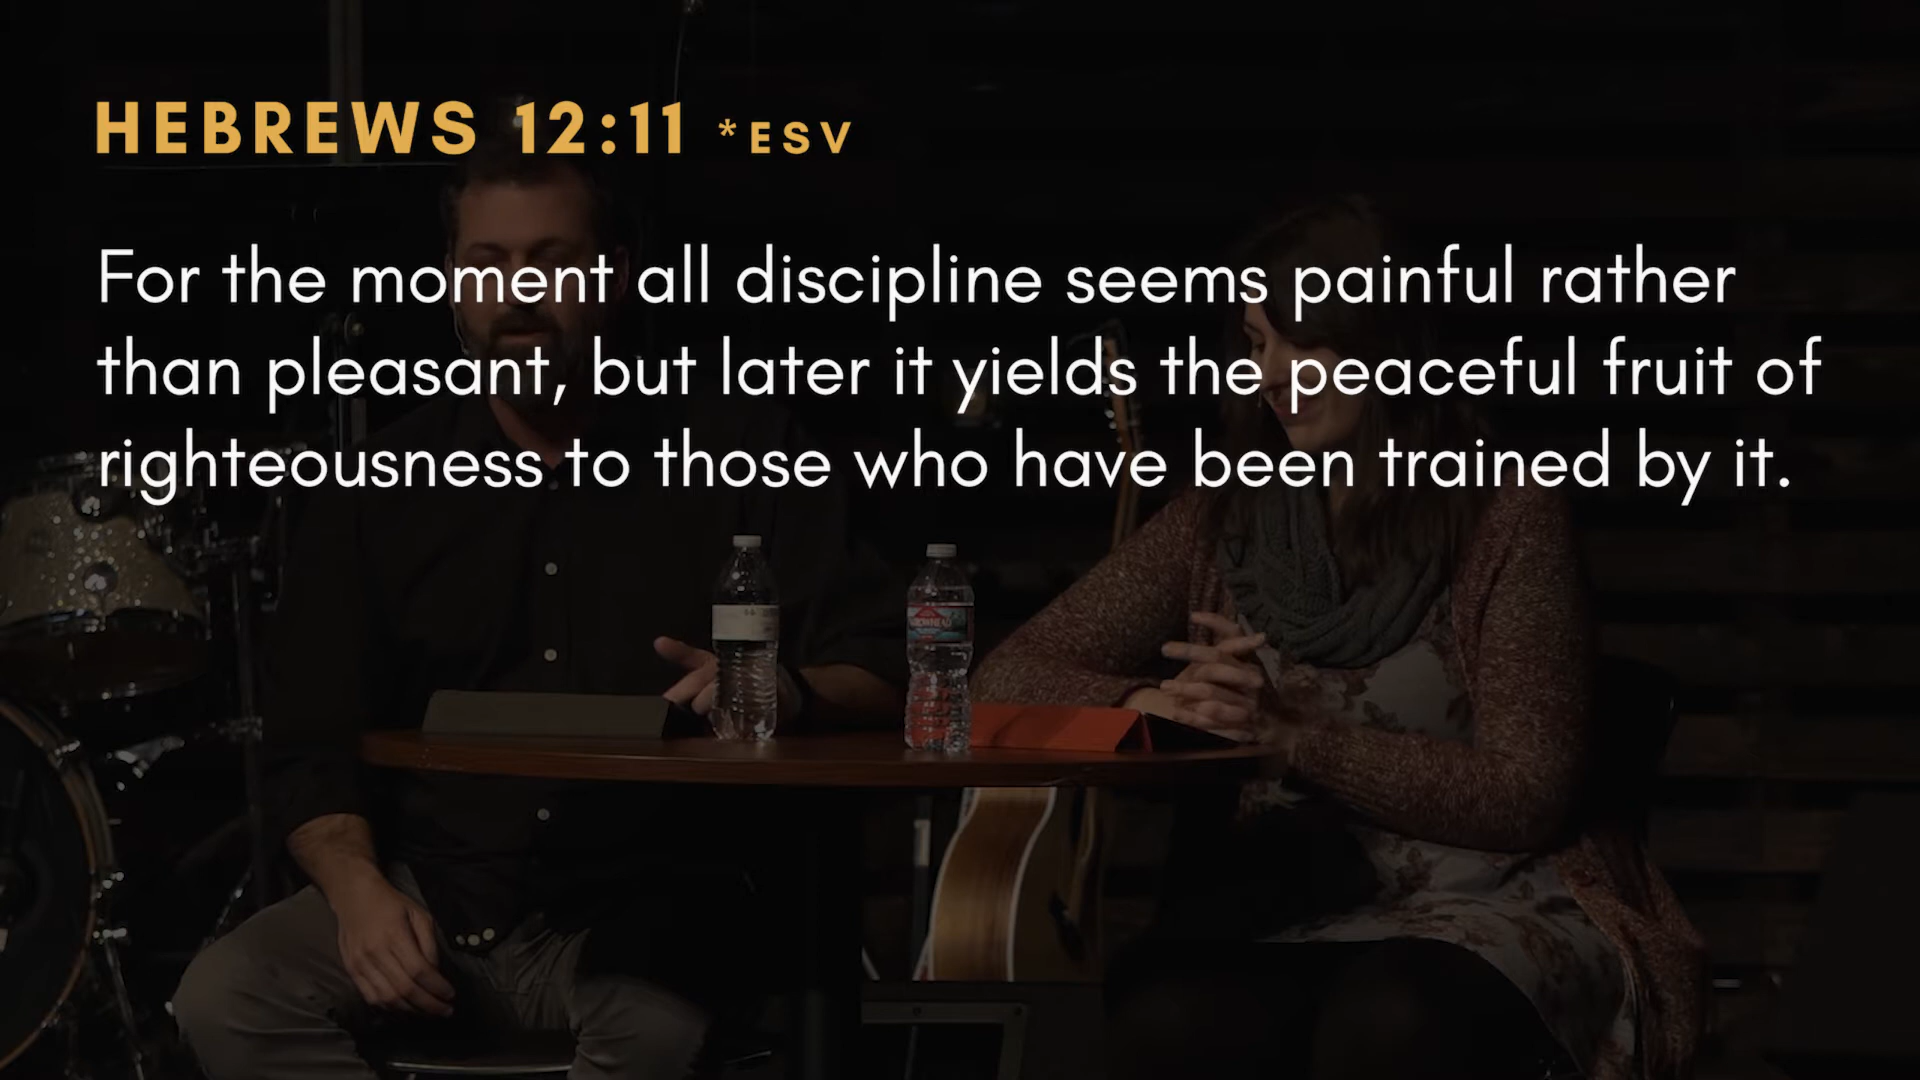 HEBREWS 12:11 *ESV
For the moment all discipline seems painful rather
than pleasant, but later it yields the peaceful fruit of
righteousness to those who have been trained by it.
ARROWHEAD